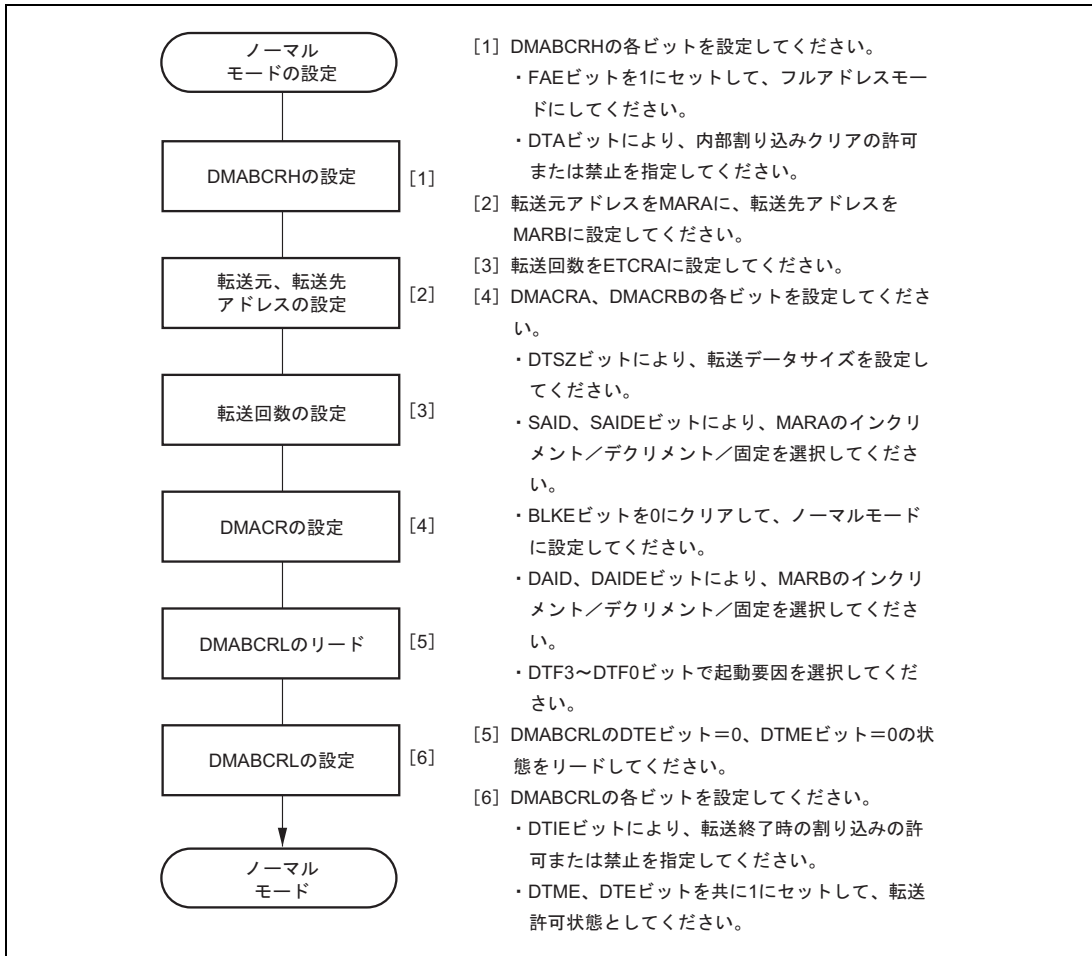 ノーマル
モードの設定
DMABCRHの設定 [1]
転送元、転送先
アドレスの設定 [2]
転送回数の設定 [3]
DMACRの設定 [4]
DMABCRLのリード [5]
DMABCRLの設定 [6]
ノーマル
モード
[1] DMABCRHの各ビットを設定してください。
・FAEビットを1にセットして、フルアドレスモー
ドにしてください。
・DTAビットにより、内部割り込みクリアの許可
または禁止を指定してください。
[2] 転送元アドレスをMARAに、転送先アドレスを
MARBに設定してください。
[3] 転送回数をETCRAに設定してください。
[4] DMACRA、DMACRBの各ビットを設定してくださ
い。
・DTSZビットにより、転送データサイズを設定し
てください。
・SAID、SAIDEビットにより、MARAのインクリ
メント／デクリメント／固定を選択してくださ
い。
・BLKEビットを0にクリアして、ノーマルモード
に設定してください。
・DAID、DAIDEビットにより、MARBのインクリ
メント／デクリメント／固定を選択してくださ
い。
・DTF3～DTF0ビットで起動要因を選択してくだ
さい。
[5] DMABCRLのDTEビット＝0、DTMEビット＝0の状
態をリードしてください。
[6] DMABCRLの各ビットを設定してください。
・DTIEビットにより、転送終了時の割り込みの許
可または禁止を指定してください。
・DTME、DTEビットを共に1にセットして、転送
許可状態としてください。